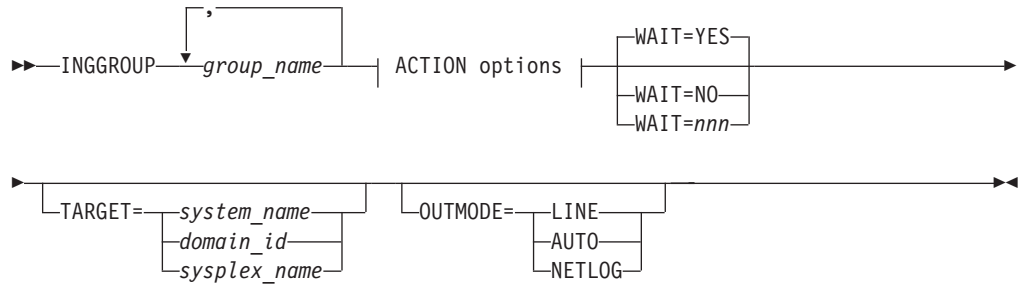 ,
WAIT=YES
INGGROUP group_name ACTION options
WAIT=NO
WAIT=nnn
TARGET= system_name OUTMODE= LINE
domain_id AUTO
sysplex_name NETLOG